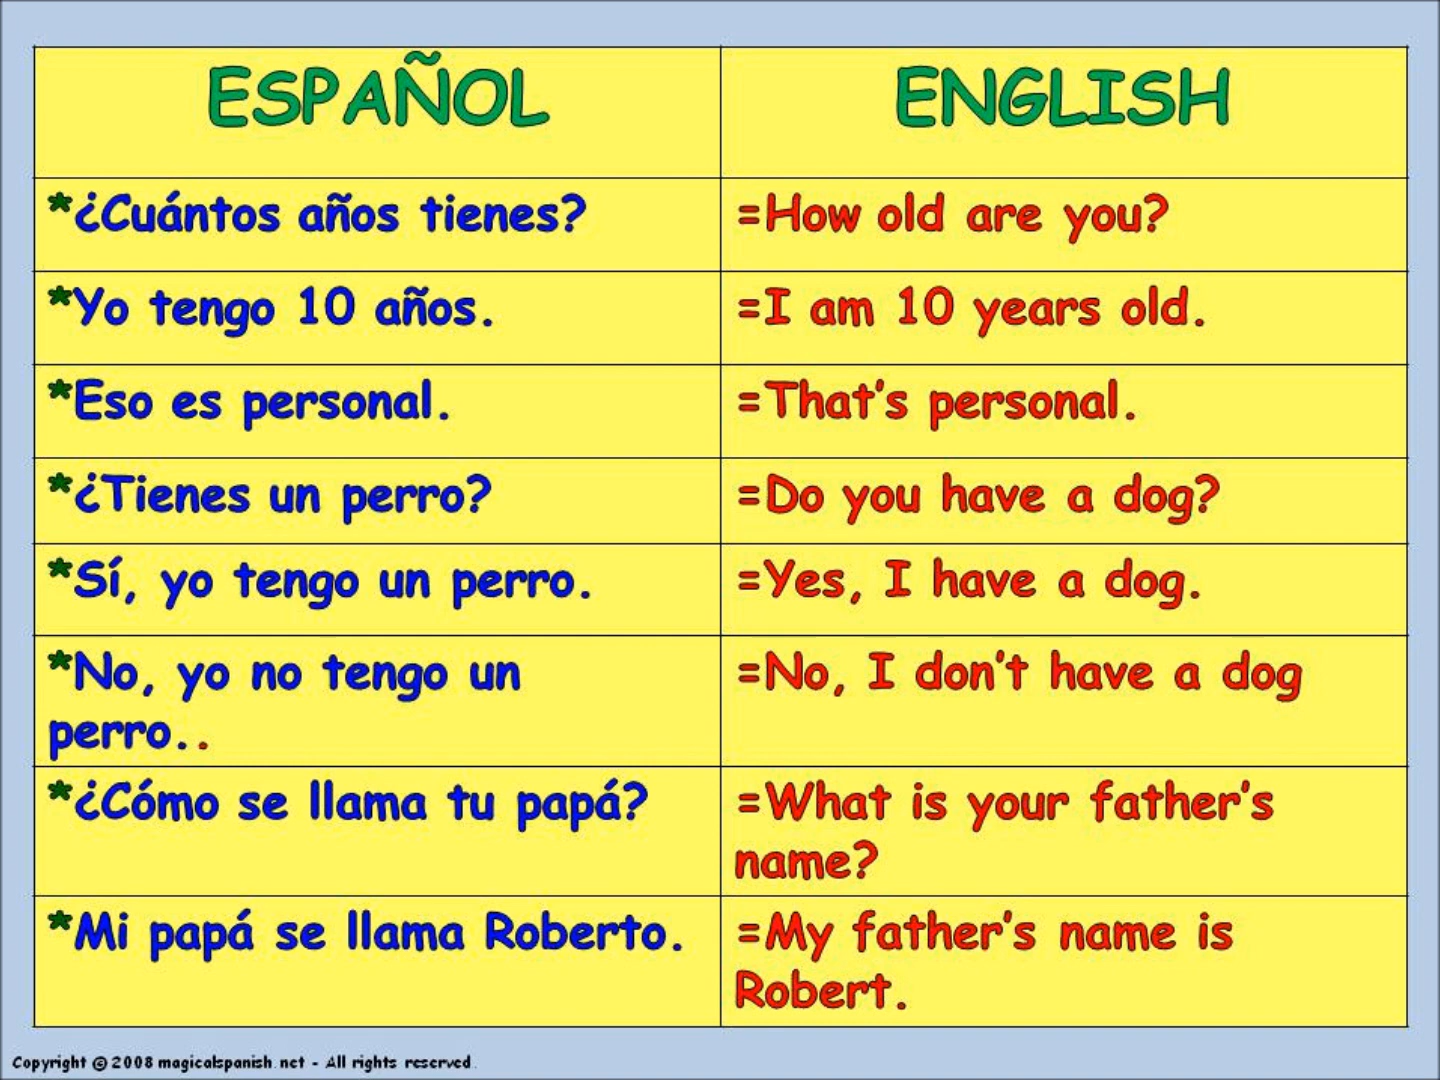 ESPAÑOL ENGLISH
*¿Cuántos años tienes? =How old are you?
*Yo tengo 10 años. =I am 10 years old.
*Eso es personal. =That's personal.
*¿Tienes un perro? =Do you have a dog?
*Sí, yo tengo un perro. =Yes, I have a dog.
*No, yo no tengo un
perro..
=No, I don't have a dog
*¿Cómo se llama tu papá?
=What is your father's
name?
*Mi papá se llama Roberto.
=My father's name is
Robert.
Copyright © 2008 magicalspanish.net - All rights reserved.